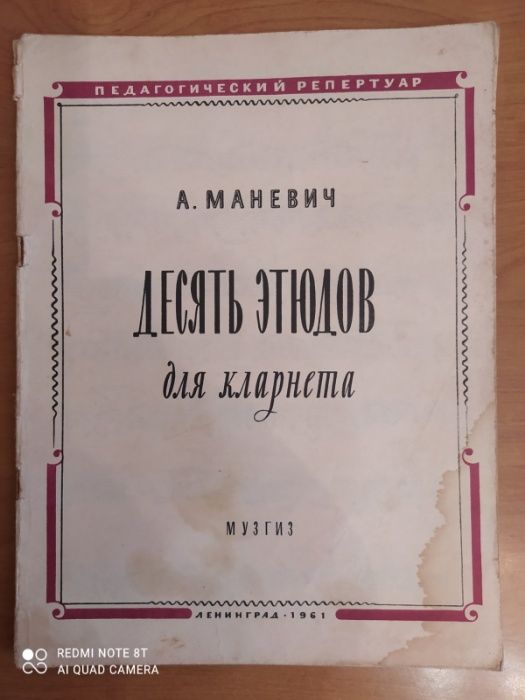 ПЕДАГОГИЧЕСКИЙ РЕПЕРТУАР
А. МАНЕВИЧ
ДЕСЯТЬ ЭТЮДОВ
для кларнета
МУЗГИЗ
ЛЕНИНГРАД · 1961
REDMI NOTE 8T
AI QUAD CAMERA